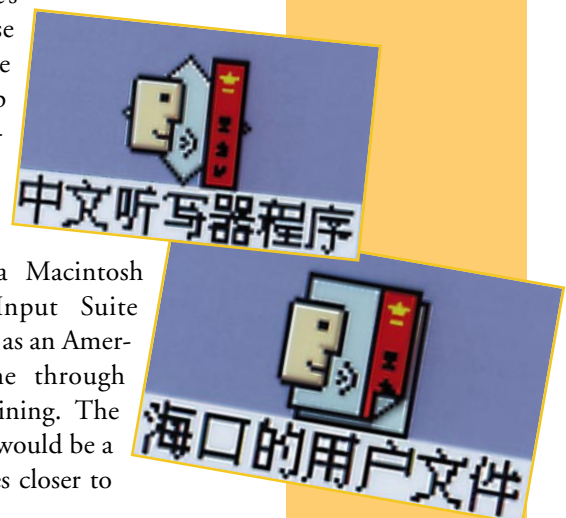 se
e
中文听写器程序
a Macintosh
Input Suite
as an Amer-
ne through
ining. The
would be a
es closer to
海口的用户文件